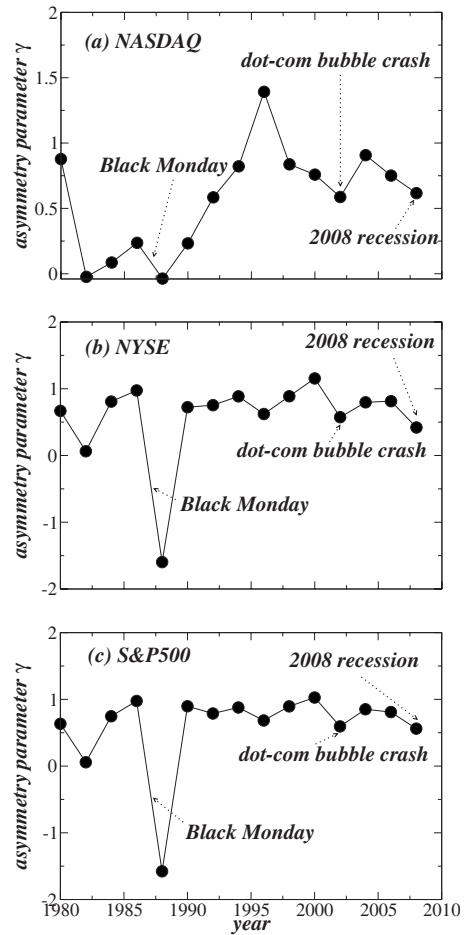 (a) NASDAQ
dot-com bubble crash
Black Monday
2008 recession
asymmetry parameter γ
1.5
1
0.5
0
2
(b) NYSE
2008 recession
dot-com bubble crash
Black Monday
asymmetry parameter γ
2
1
0
-1
-2
(c) S&P500
2008 recession
dot-com bubble crash
Black Monday
asymmetry parameter γ
2
1
0
-1
-2
1980 1985 1990 1995 2000 2005 2010
year